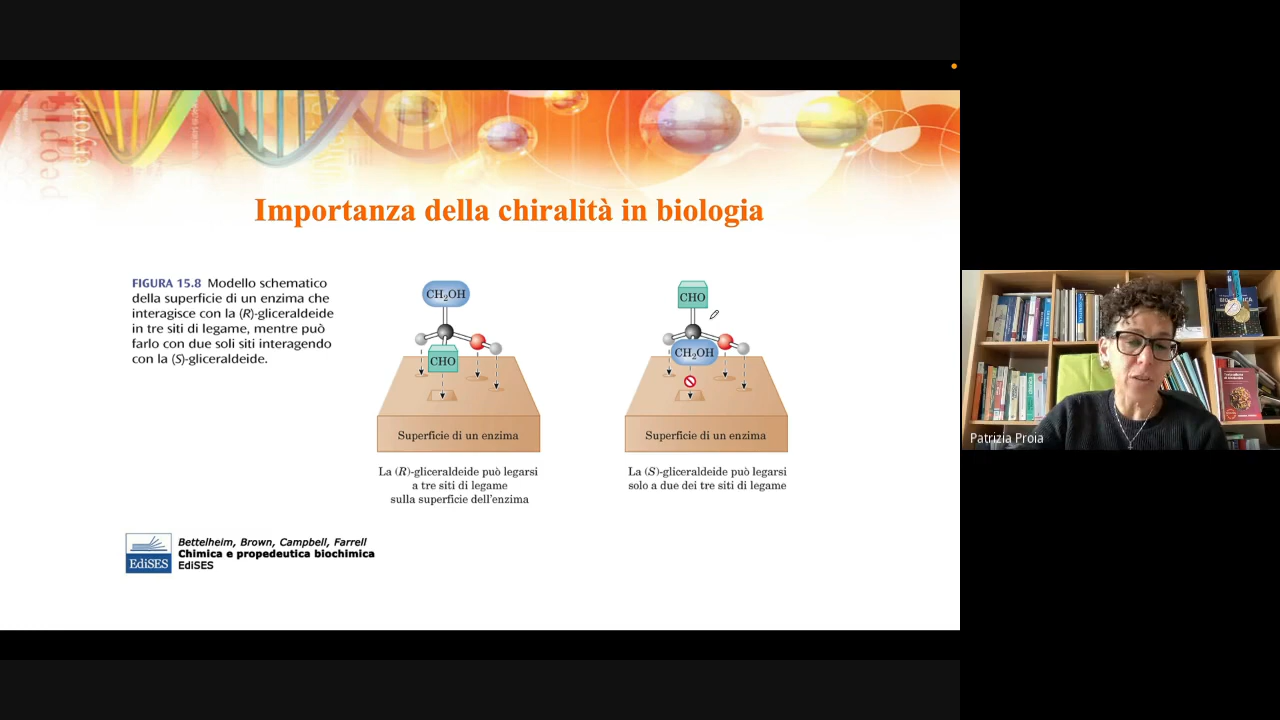 people
eryon
Importanza della chiralità in biologia
FIGURA 15.8 Modello schematico
della superficie di un enzima che
interagisce con la (R)-gliceraldeide
in tre siti di legame, mentre può
farlo con due soli siti interagendo
con la (S)-gliceraldeide.
CH₂OH
CHO
Superficie di un enzima
La (R)-gliceraldeide può legarsi
a tre siti di legame
sulla superficie dell'enzima
CHO
CH₂OH
Superficie di un enzima
La (S)-gliceraldeide può legarsi
solo a due dei tre siti di legame
EdiSES
Bettelheim, Brown, Campbell, Farrell
Chimica e propedeutica biochimica
EdiSES
Patrizia Proia